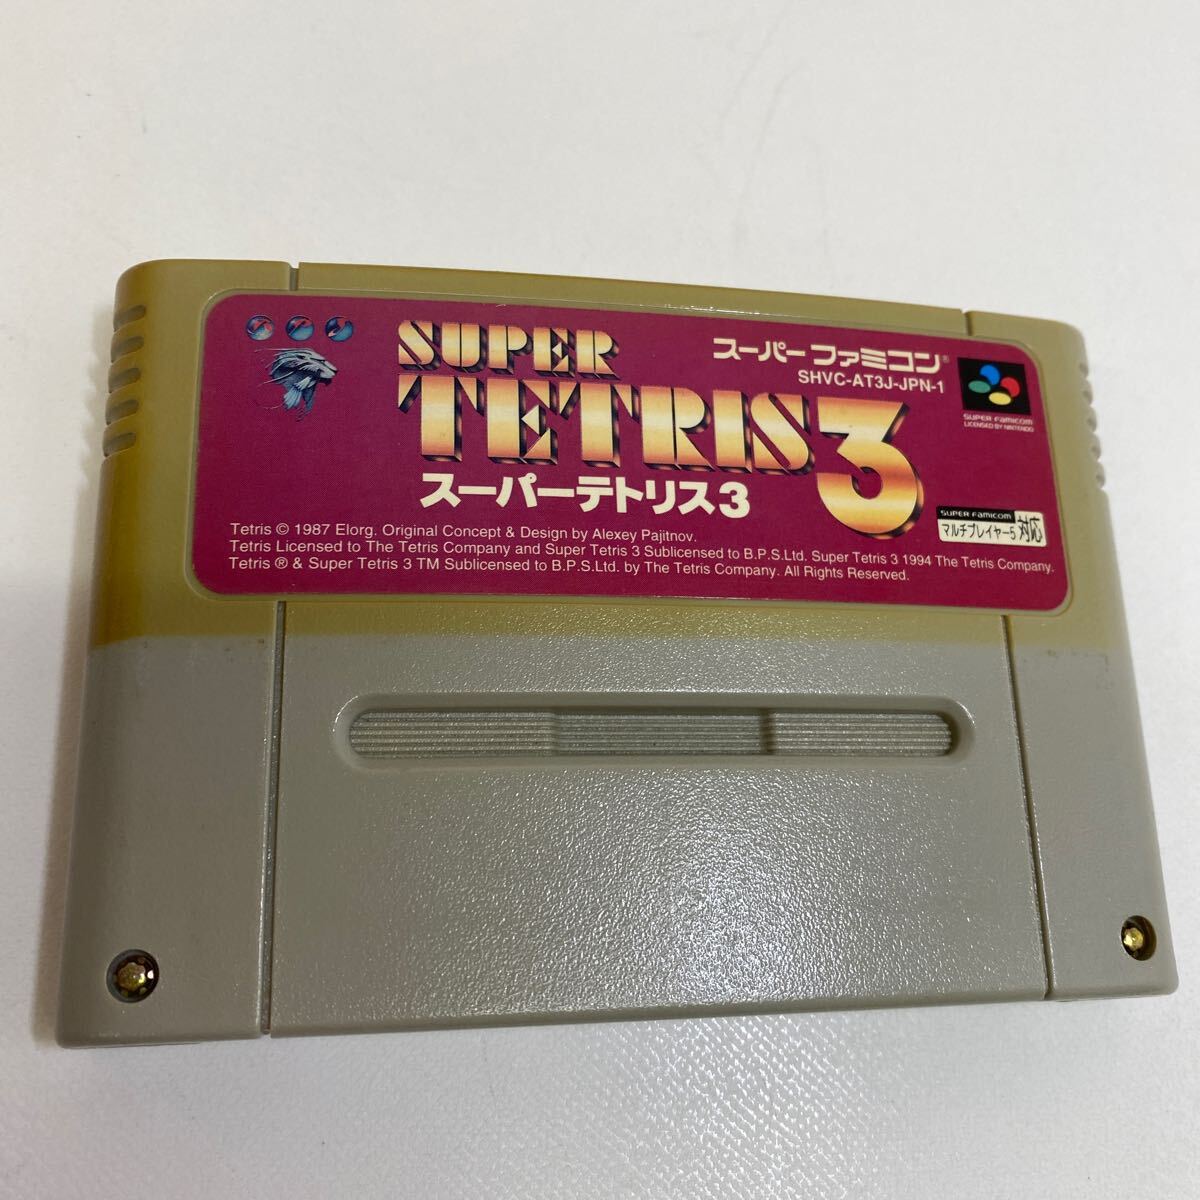 SUPER
TETRIS 3
スーパーテトリス3
スーパーファミコン®
SHVC-AT3J-JPN-1
SUPER FAMICOM
LICENSED BY NINTENDO
SUPER FAMICOM
マルチプレイヤー5 対応
Tetris © 1987 Elorg. Original Concept & Design by Alexey Pajitnov.
Tetris Licensed to The Tetris Company and Super Tetris 3 Sublicensed to B.P.S.Ltd. Super Tetris 3 1994 The Tetris Company.
Tetris ® & Super Tetris 3 TM Sublicensed to B.P.S.Ltd. by The Tetris Company. All Rights Reserved.